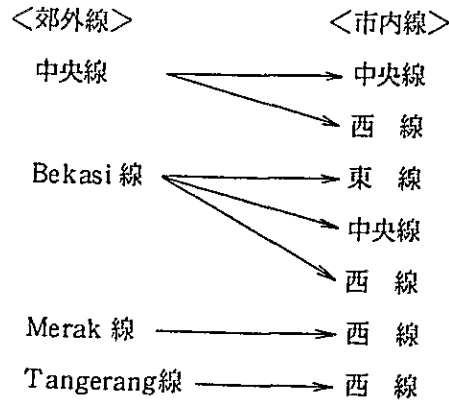 ＜郊外線＞ ＜市内線＞
中央線 中央線
西 線
Bekasi 線 東 線
中央線
西 線
Merak 線 西 線
Tangerang線 西 線